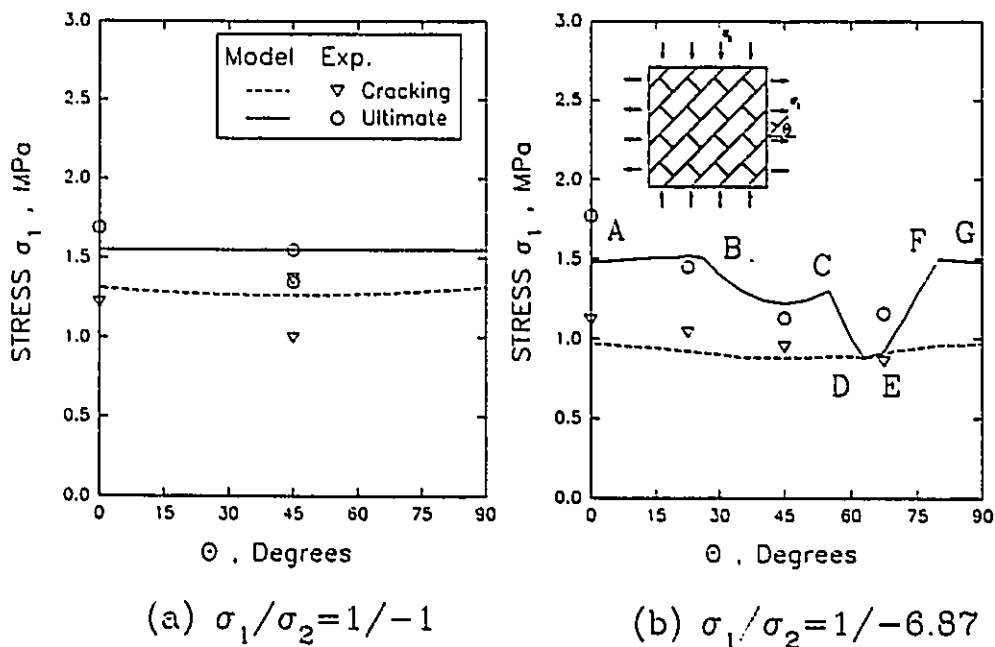 3.0
2.5
2.0
1.5
1.0
0.5
0.0
STRESS σ₁ , MPa
Model Exp.
Cracking
Ultimate
0 15 30 45 60 75 90
Θ , Degrees
(a) σ₁/σ₂=1/-1
3.0
2.5
2.0
1.5
1.0
0.5
0.0
STRESS σ₁ , MPa
σ₁
θ
A
B
C
D
E
F
G
0 15 30 45 60 75 90
Θ , Degrees
(b) σ₁/σ₂=1/-6.87